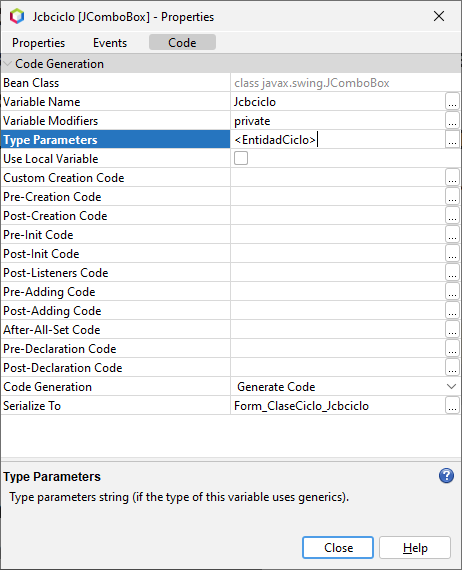 Jcbciclo [JComboBox] - Properties
Properties Events Code
Code Generation
Bean Class class javax.swing.JComboBox
Variable Name Jcbciclo ...
Variable Modifiers private ...
Type Parameters <EntidadCiclo> ...
Use Local Variable
Custom Creation Code ...
Pre-Creation Code ...
Post-Creation Code ...
Pre-Init Code ...
Post-Init Code ...
Post-Listeners Code ...
Pre-Adding Code ...
Post-Adding Code ...
After-All-Set Code ...
Pre-Declaration Code ...
Post-Declaration Code ...
Code Generation Generate Code
Serialize To Form_ClaseCiclo_Jcbciclo ...
Type Parameters ?
Type parameters string (if the type of this variable uses generics).
Close Help